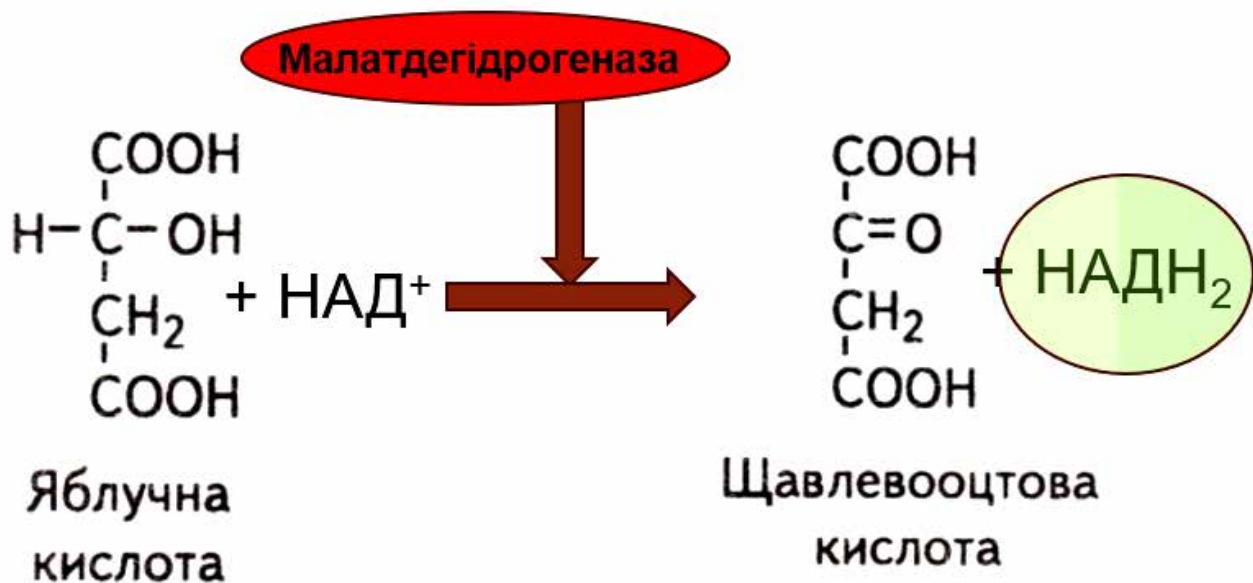 Малатдегідрогеназа
COOH
H-C-OH
CH₂
COOH
+ НАД⁺
COOH
C=O
CH₂
COOH
+ НАДН₂
Яблучна
кислота
Щавлевооцтова
кислота